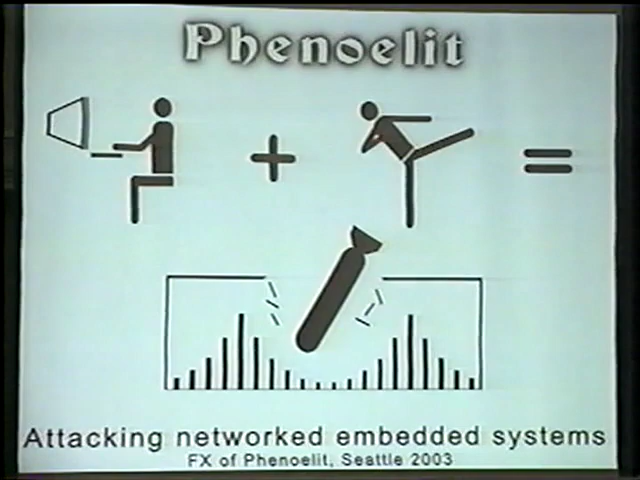 Phenoelit
+
=
Attacking networked embedded systems
FX of Phenoelit, Seattle 2003